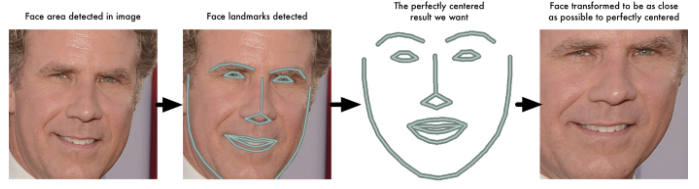 Face area detected in image
Face landmarks detected
The perfectly centered
result we want
Face transformed to be as close
as possible to perfectly centered